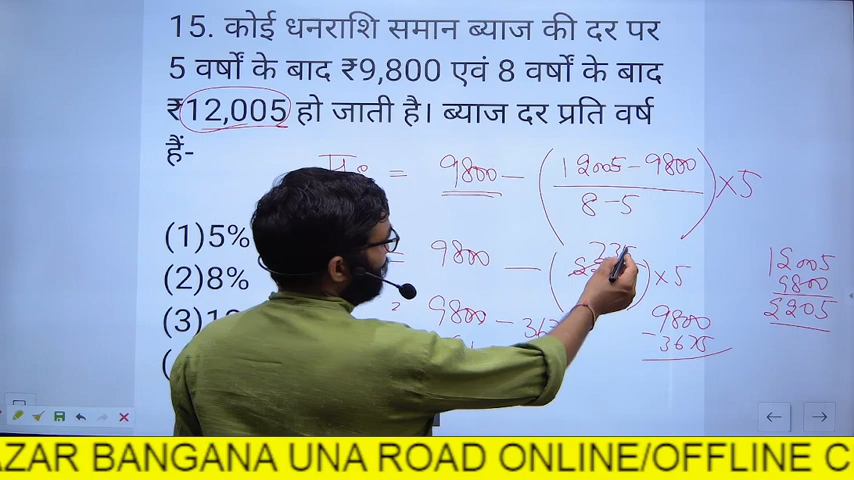 15. कोई धनराशि समान ब्याज की दर पर
5 वर्षों के बाद ₹9,800 एवं 8 वर्षों के बाद
₹12,005 हो जाती है। ब्याज दर प्रति वर्ष
हैं-
= 9800 - (12005 - 9800 / 8 - 5) × 5
(1) 5%
= 9800 - ( ) × 5
(2) 8%
9800 -
(3)
12005
9800
2205
9800
- 3675
AZAR BANGANA UNA ROAD ONLINE/OFFLINE C